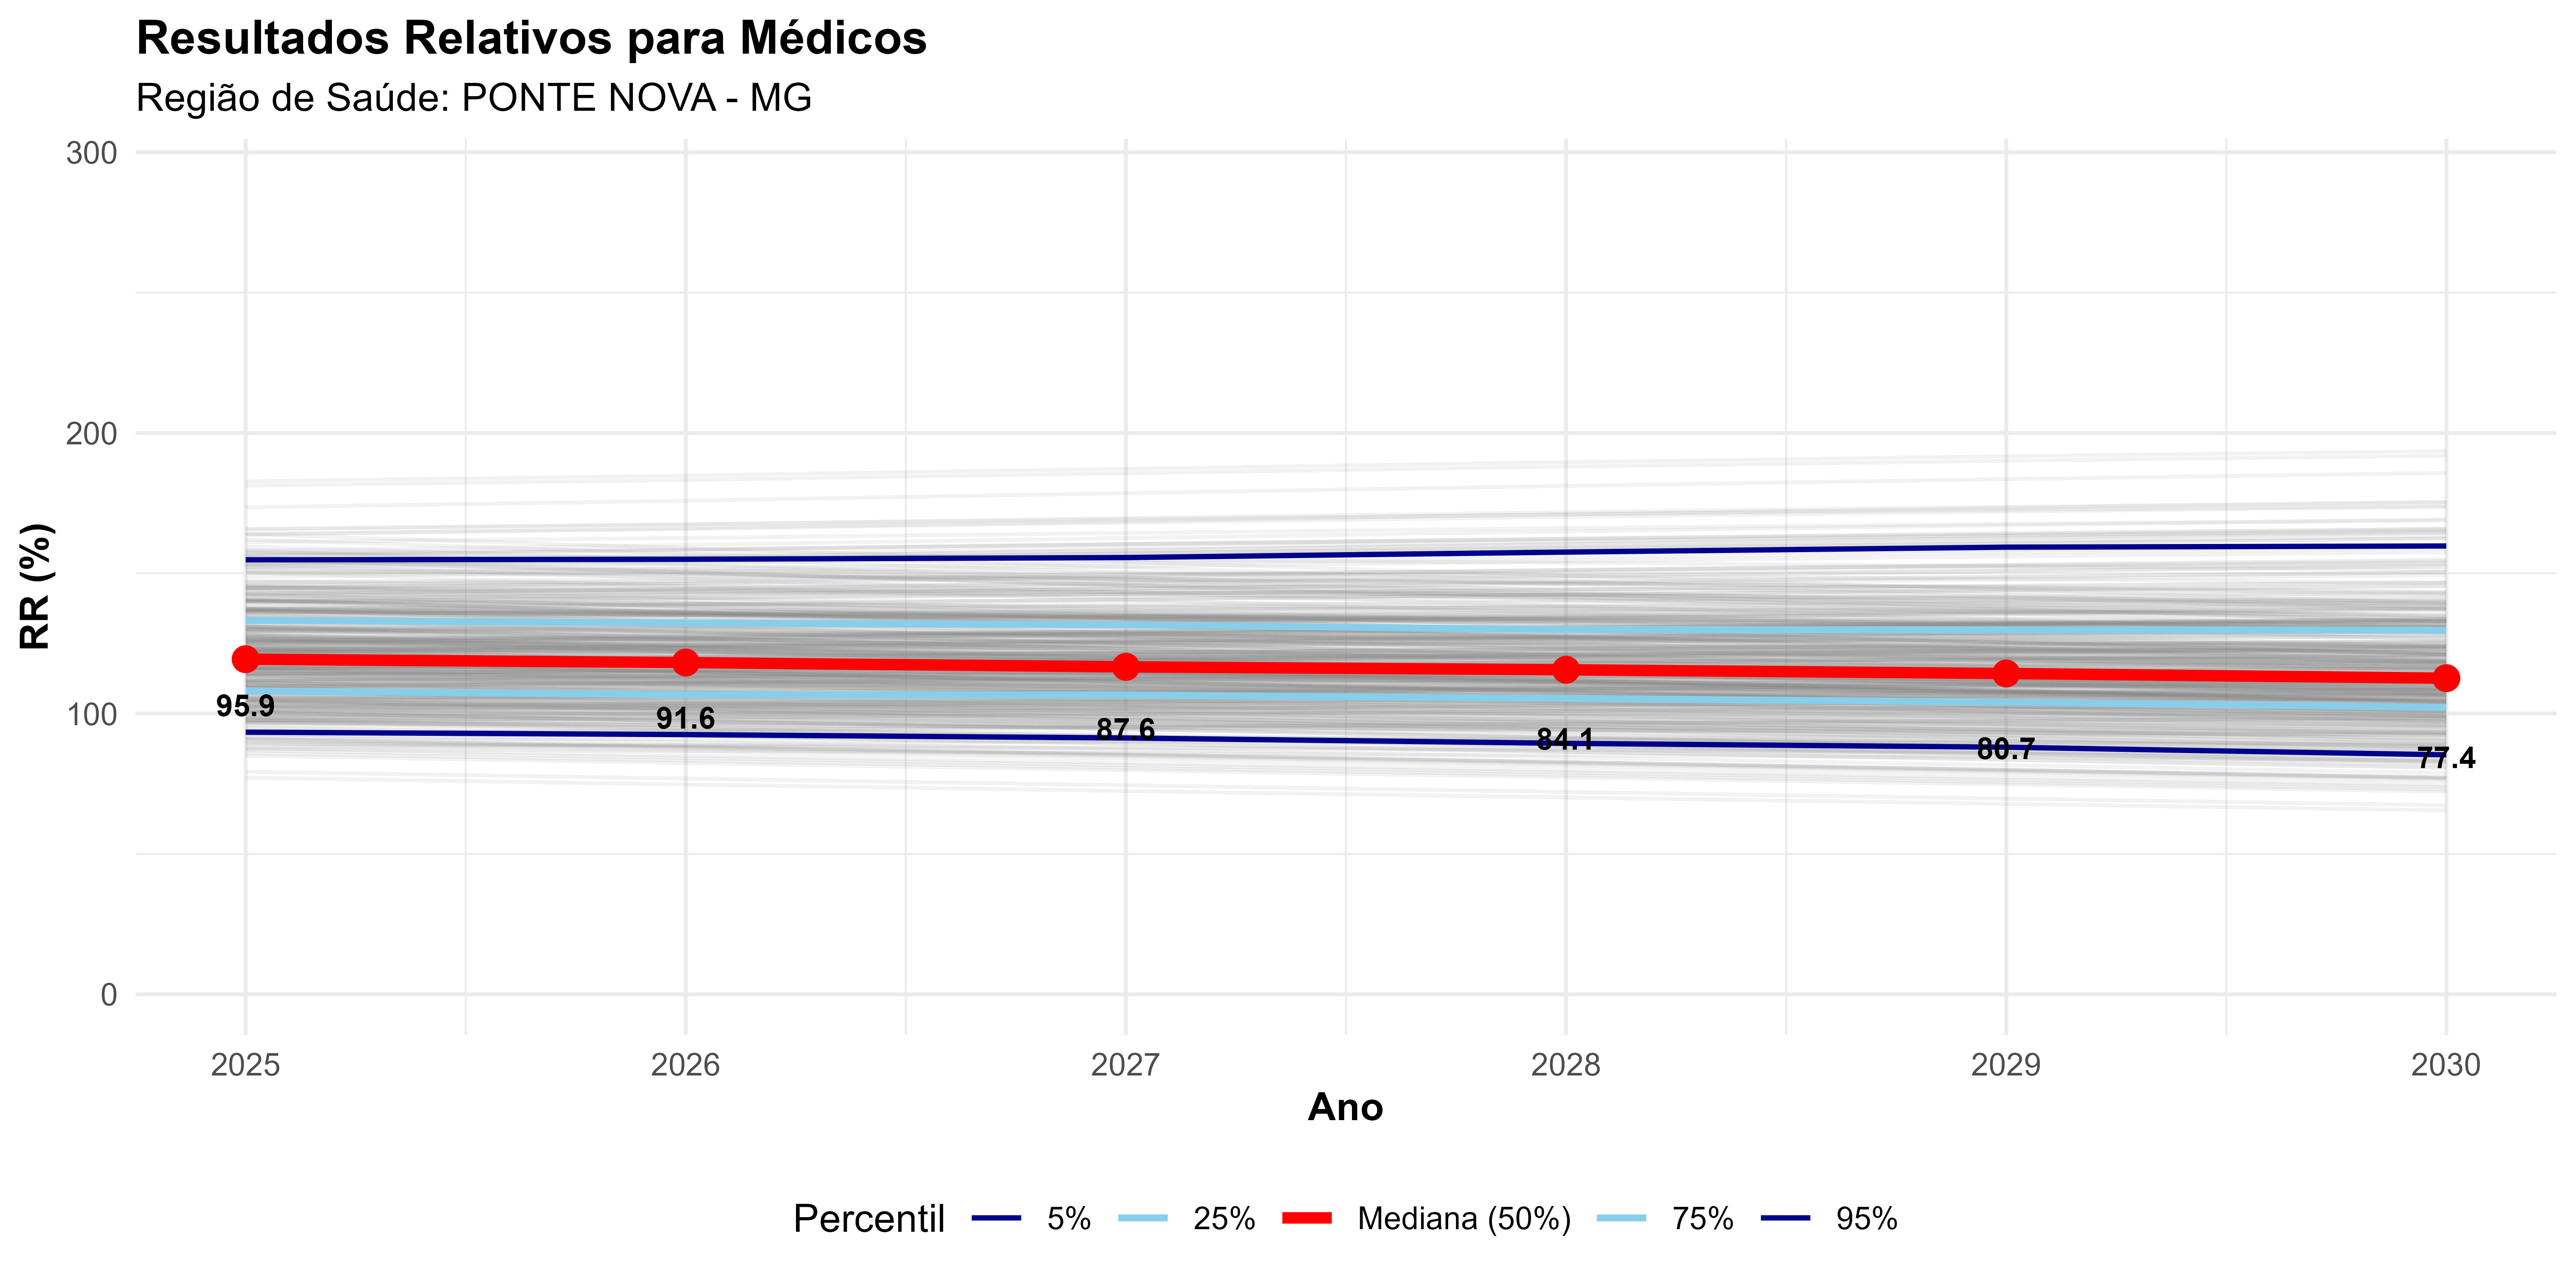 Resultados Relativos para Médicos
Região de Saúde: PONTE NOVA - MG
300
200
100
0
RR (%)
95.9
91.6
87.6
84.1
80.7
77.4
2025 2026 2027 2028 2029 2030
Ano
Percentil 5% 25% Mediana (50%) 75% 95%